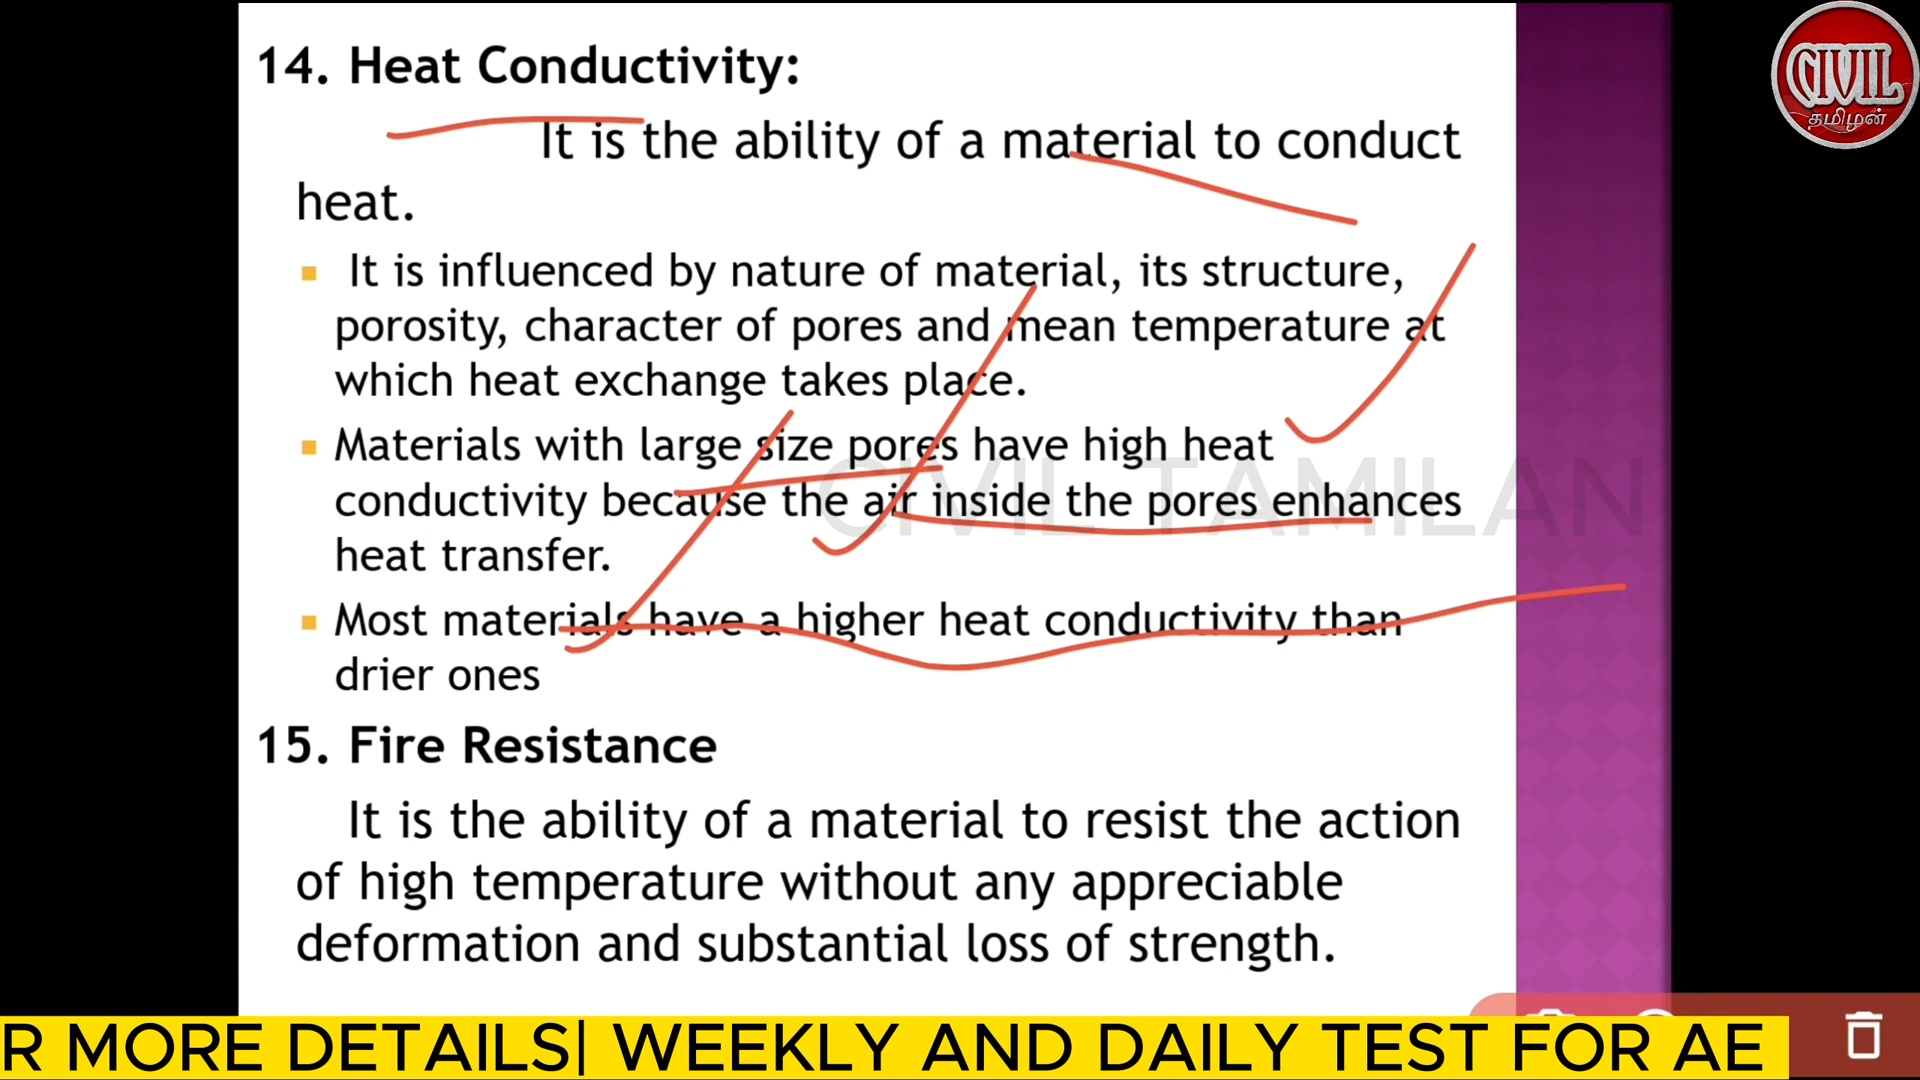 CIVIL
தமிழன்
14. Heat Conductivity:
It is the ability of a material to conduct
heat.
It is influenced by nature of material, its structure,
porosity, character of pores and mean temperature at
which heat exchange takes place.
Materials with large size pores have high heat
conductivity because the air inside the pores enhances
heat transfer.
CIVIL TAMILAN
Most materials have a higher heat conductivity than
drier ones
15. Fire Resistance
It is the ability of a material to resist the action
of high temperature without any appreciable
deformation and substantial loss of strength.
R MORE DETAILS| WEEKLY AND DAILY TEST FOR AE